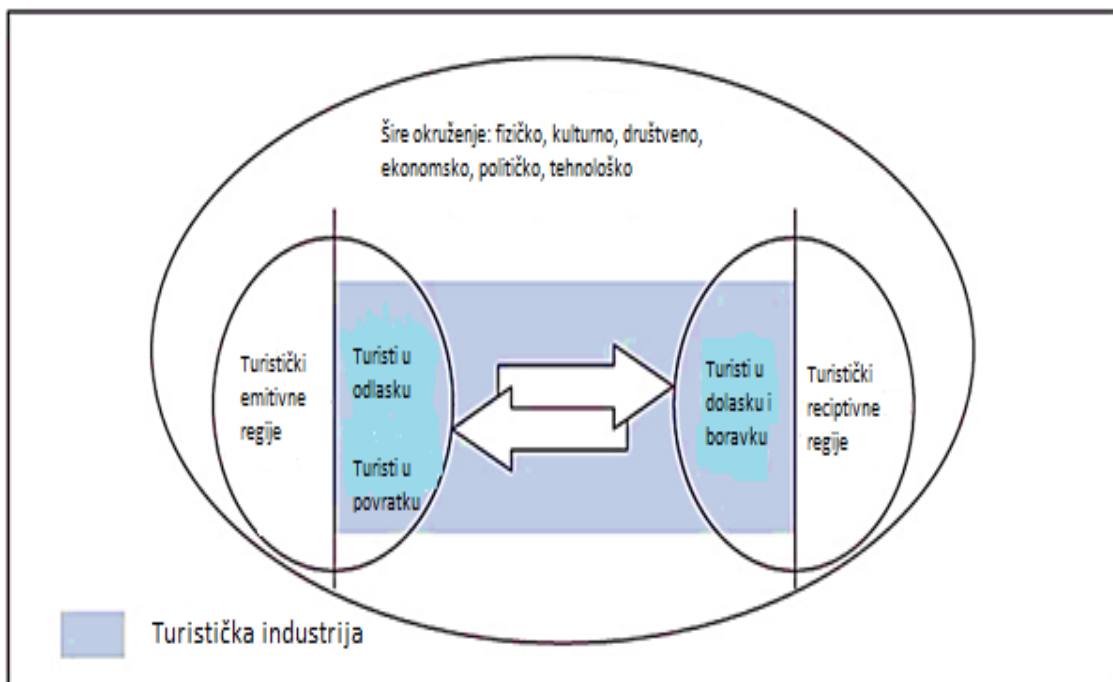 Šire okruženje: fizičko, kulturno, društveno,
ekonomsko, političko, tehnološko
Turistički
emitivne
regije
Turisti u
odlasku
Turisti u
povratku
Turisti u
dolasku i
boravku
Turistički
reciptivne
regije
Turistička industrija